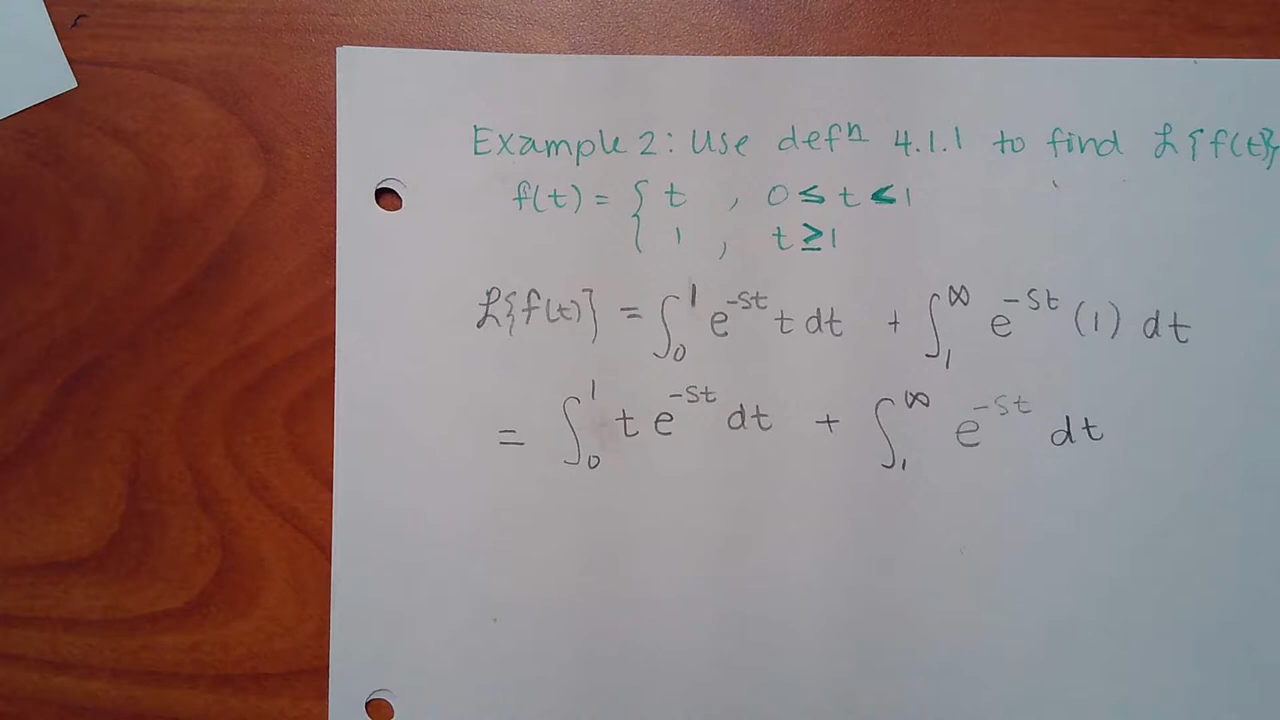 Example 2: Use defⁿ 4.1.1 to find ℒ{f(t)}
f(t) = { t , 0 ≤ t < 1
{ 1 , t ≥ 1
ℒ{f(t)} = ∫₀¹ e^{-st} t dt + ∫₁^∞ e^{-st} (1) dt
= ∫₀¹ t e^{-st} dt + ∫₁^∞ e^{-st} dt